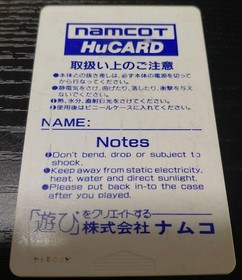 namcoT
HuCARD
取扱い上のご注意
●本体との抜き差しは、必ず本体の電源を切って
から行なってください。
●静電気をさけ、曲げたり、落したり、衝撃を与え
ないでください。
●熱、水分、直射日光をさけてください。
●使用後はビニールケースに入れてください。
NAME:
Notes
●Don't bend, drop or subject to
shock.
●Keep away from static electricity,
heat, water and direct sunlight.
●Please put back in-to the case
after you played.
「遊び」をクリエイトする
株式会社 ナムコ